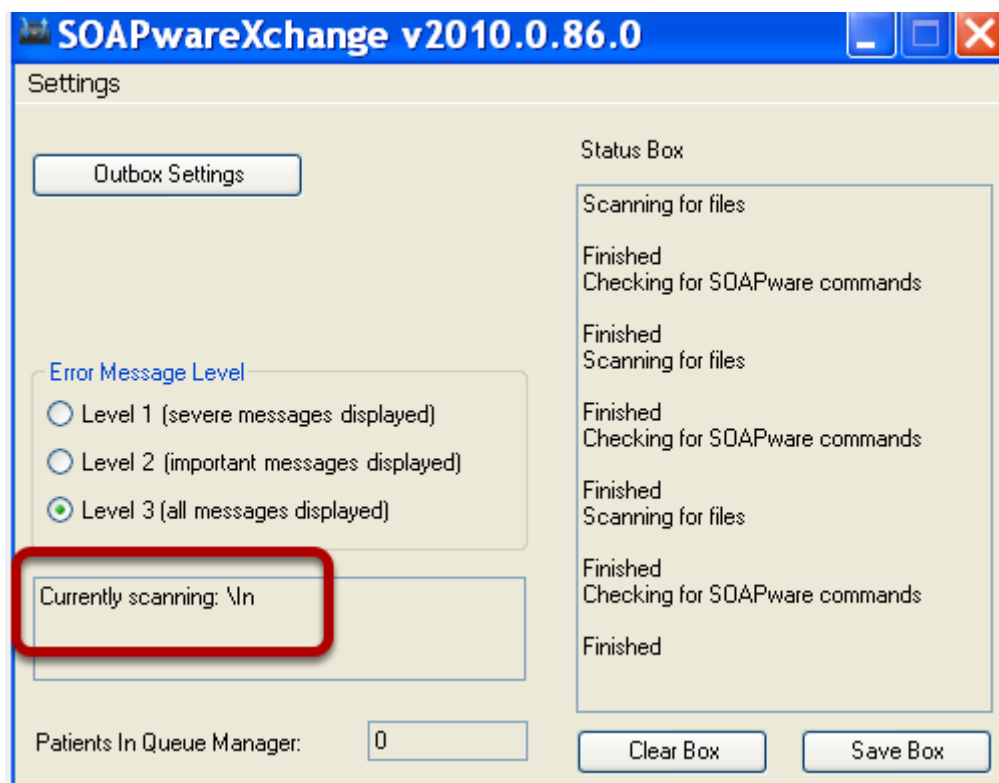 SOAPwareXchange v2010.0.86.0
Settings
Outbox Settings
Error Message Level
Level 1 (severe messages displayed)
Level 2 (important messages displayed)
Level 3 (all messages displayed)
Currently scanning: \In
Patients In Queue Manager: 0
Status Box
Scanning for files
Finished
Checking for SOAPware commands
Finished
Scanning for files
Finished
Checking for SOAPware commands
Finished
Scanning for files
Finished
Checking for SOAPware commands
Finished
Clear Box
Save Box